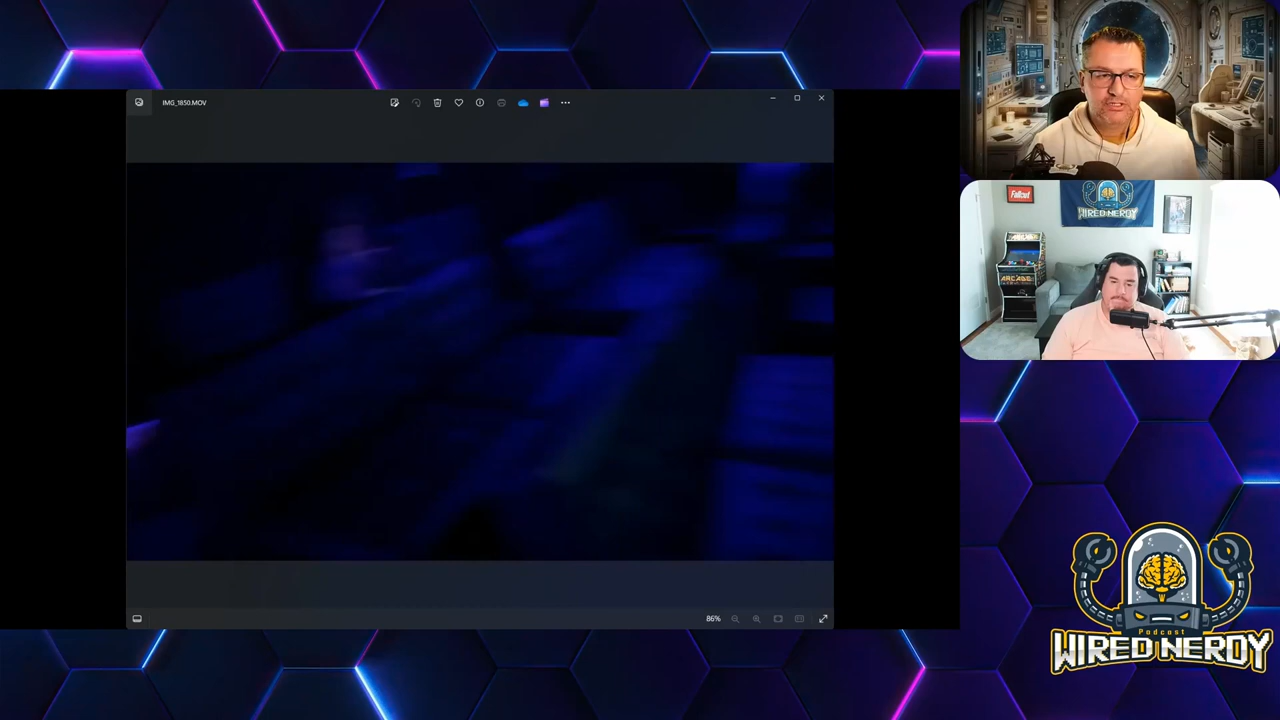 IMG_1850.MOV
86%
Fallout
WIRED NERDY
ARCADE
Podcast
WIRED NERDY